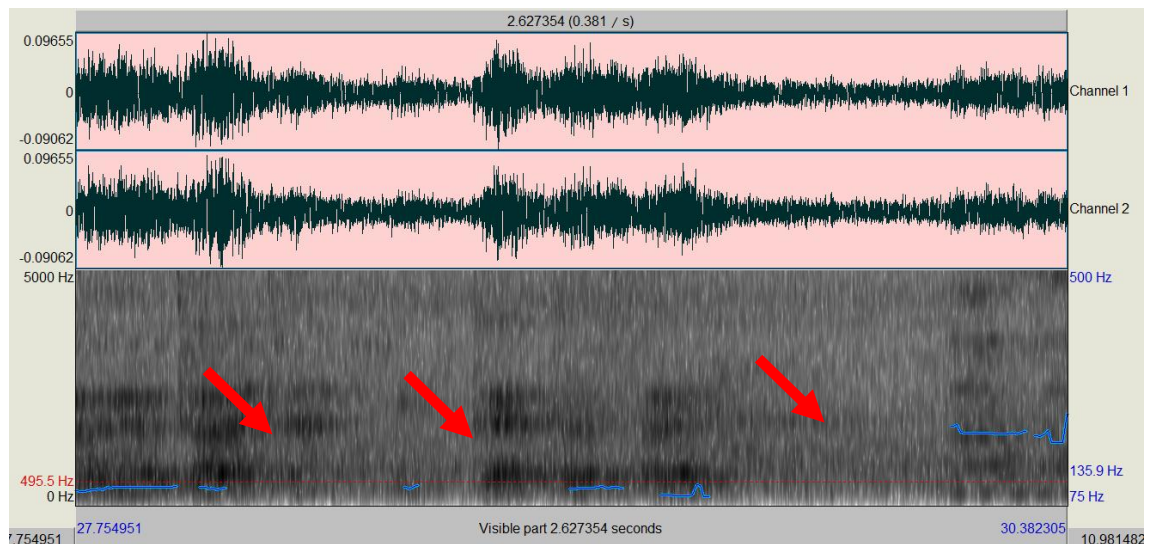 2.627354 (0.381 / s)
0.09655
0
-0.09062
Channel 1
0.09655
0
-0.09062
Channel 2
5000 Hz
500 Hz
495.5 Hz
135.9 Hz
0 Hz
75 Hz
27.754951
Visible part 2.627354 seconds
30.382305
7.754951
10.981482